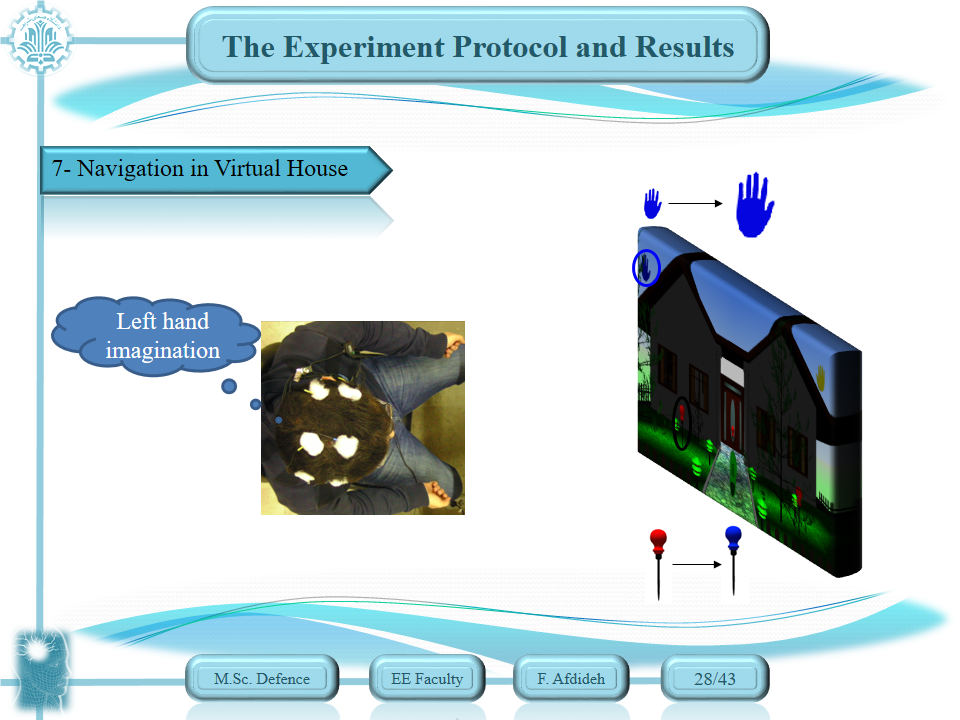 The Experiment Protocol and Results
7- Navigation in Virtual House
Left hand
imagination
M.Sc. Defence
EE Faculty
F. Afdideh
28/43